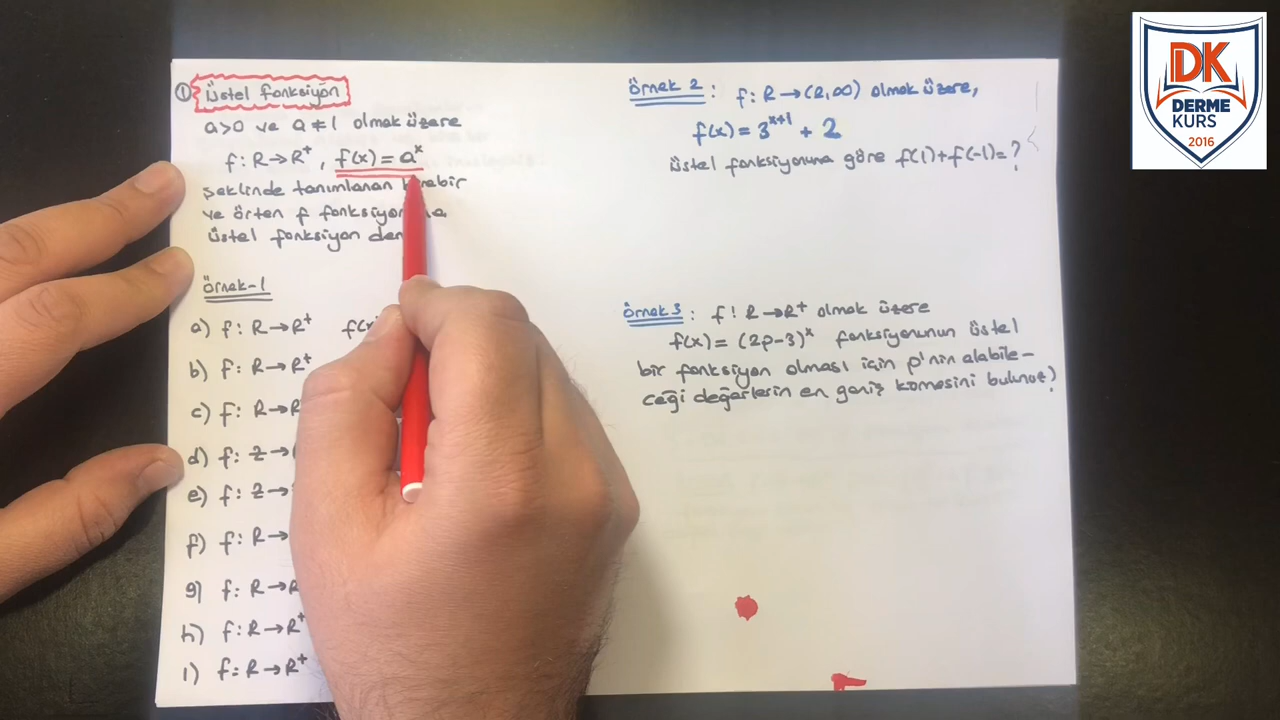 ① Üstel fonksiyon
a>0 ve a≠1 olmak üzere
f: R→R⁺, f(x) = aˣ
şeklinde tanımlanan
ve örten f
üstel fonksiyon
Örnek-1
a) f: R→R⁺
b) f: R→R⁺
c) f: R→R
d) f: Z→
e) f: Z→
f) f: R→
g) f: R→R
h) f: R→R⁺
ı) f: R→R⁺
Örnek 2: f: R→(2,∞) olmak üzere,
f(x) = 3ˣ⁺¹ + 2
üstel fonksiyonuna göre f(1)+f(-1)=?
Örnek 3: f: R→R⁺ olmak üzere
f(x) = (2p-3)ˣ fonksiyonunun üstel
bir fonksiyon olması için p'nin alabile-
ceği değerlerin en geniş kümesini bulunuz?
DK
DERME
KURS
2016